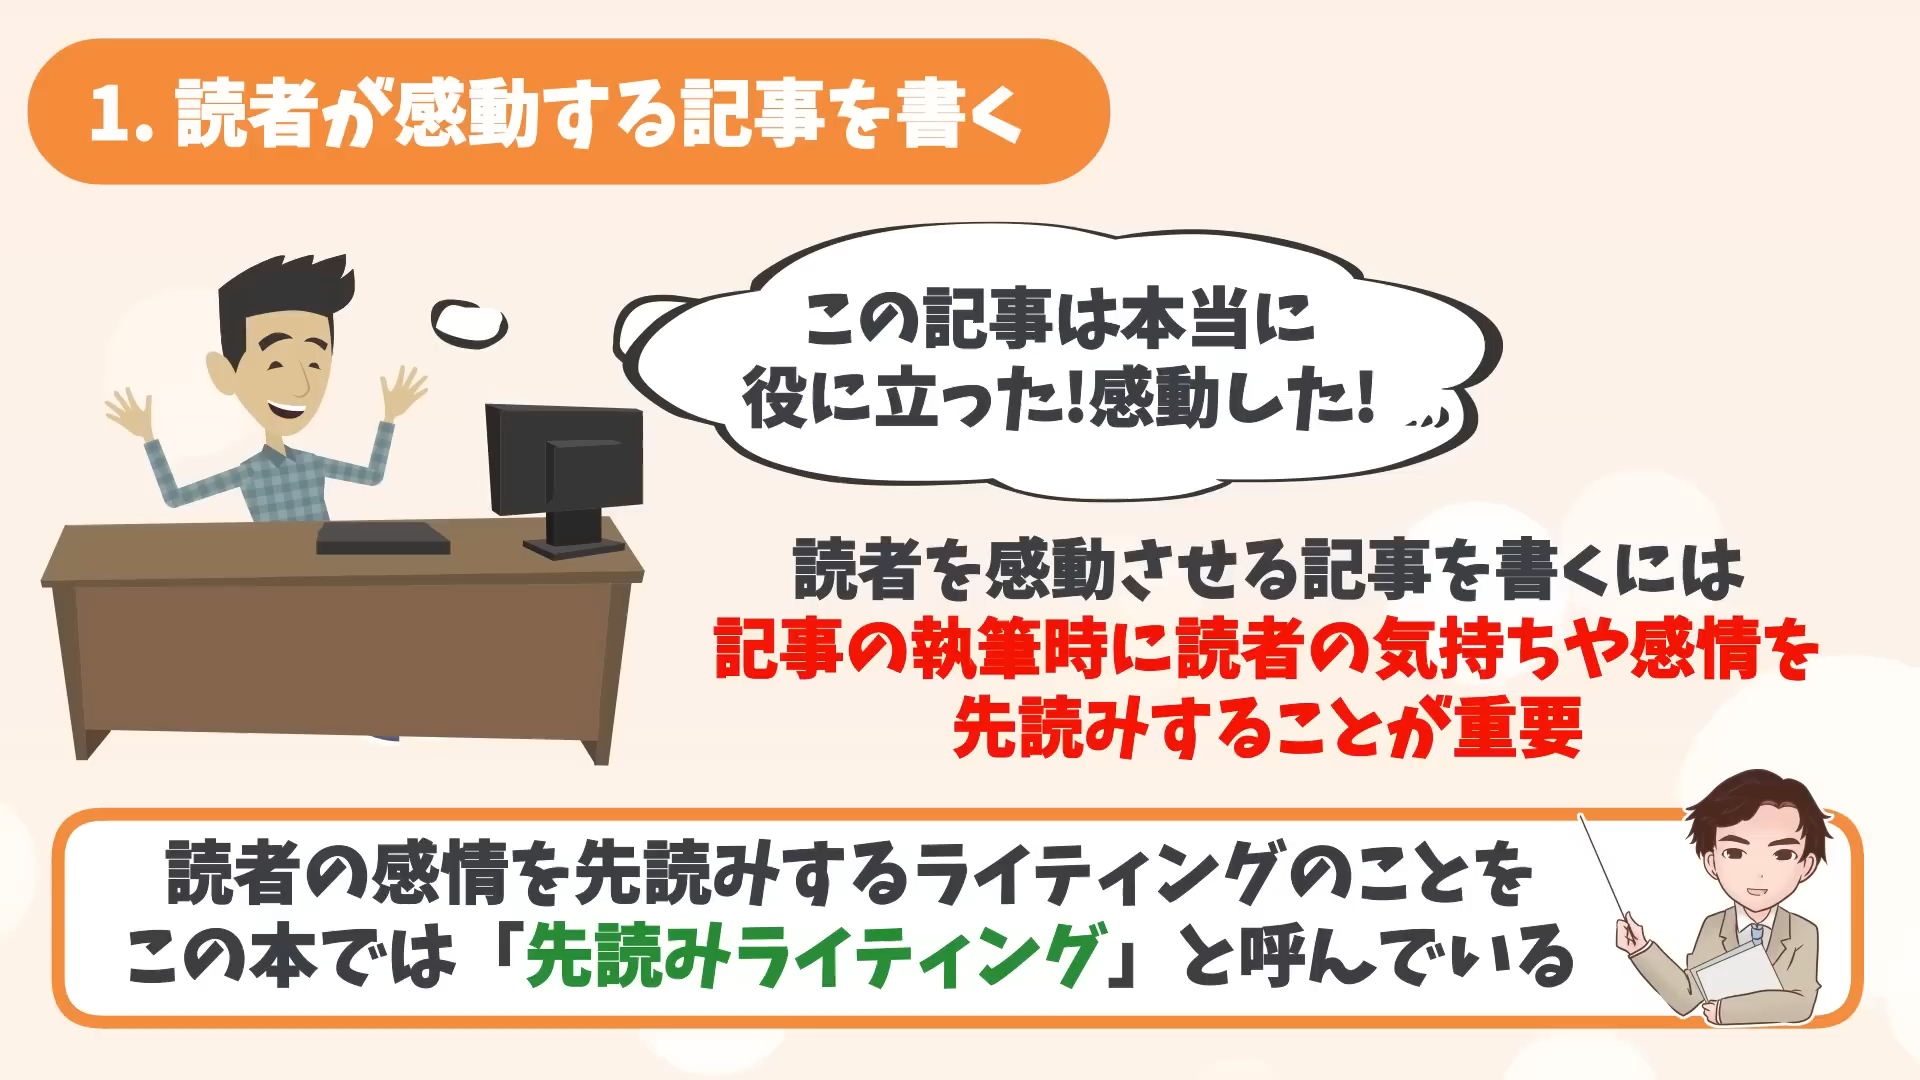 1. 読者が感動する記事を書く
この記事は本当に
役に立った!感動した!
読者を感動させる記事を書くには
記事の執筆時に読者の気持ちや感情を
先読みすることが重要
読者の感情を先読みするライティングのことを
この本では「先読みライティング」と呼んでいる